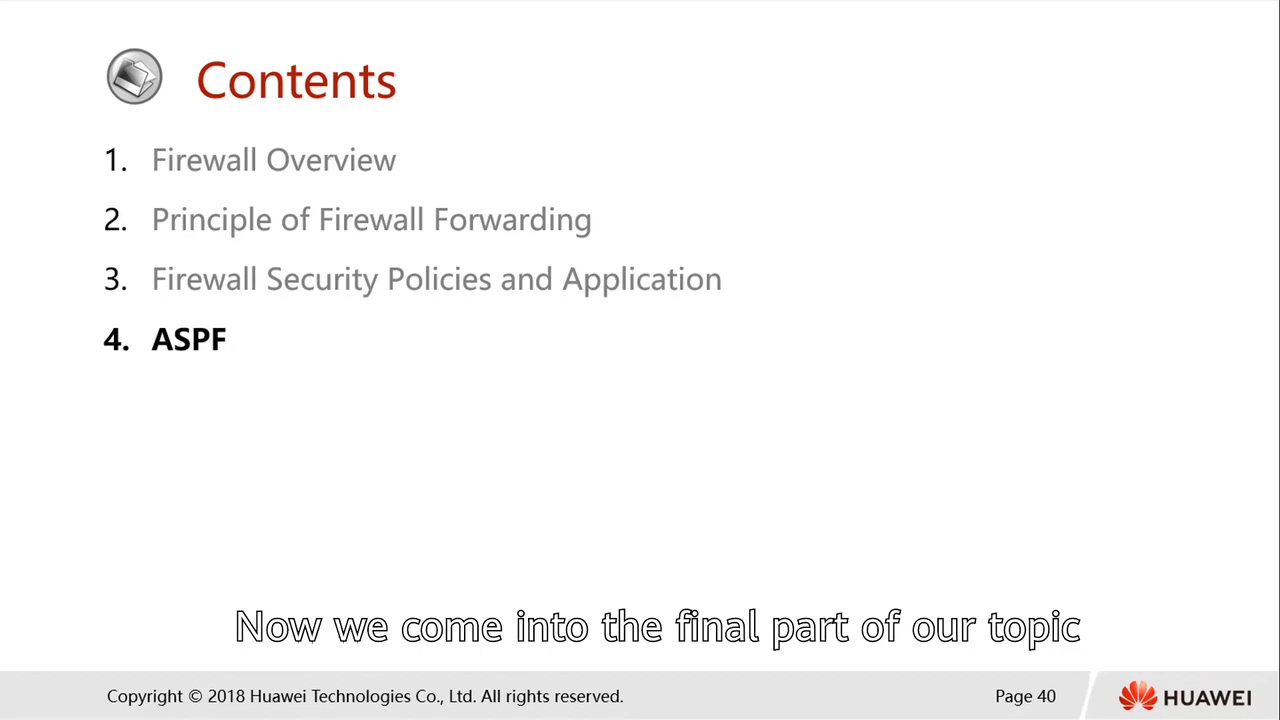 Contents
1. Firewall Overview
2. Principle of Firewall Forwarding
3. Firewall Security Policies and Application
4. ASPF
Now we come into the final part of our topic
Copyright © 2018 Huawei Technologies Co., Ltd. All rights reserved.
Page 40
HUAWEI